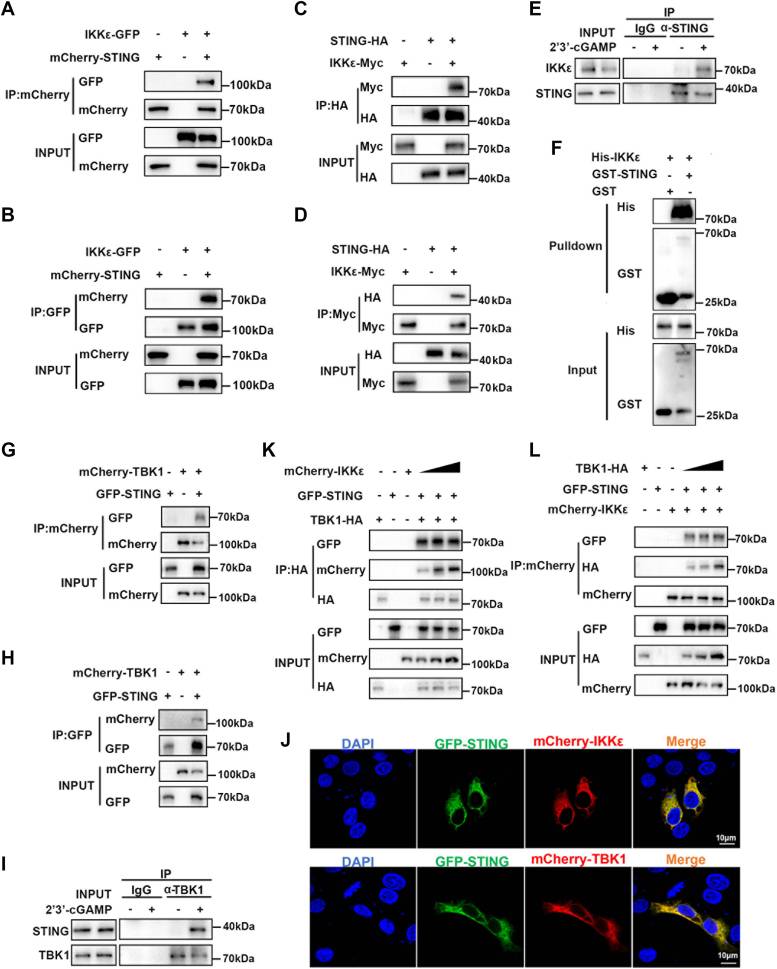 A
IKKε-GFP - + +
mCherry-STING + - +
IP:mCherry
GFP 100kDa
mCherry 70kDa
INPUT
GFP 100kDa
mCherry 70kDa
B
IKKε-GFP - + +
mCherry-STING + - +
IP:GFP
mCherry 70kDa
GFP 100kDa
INPUT
mCherry 70kDa
GFP 100kDa
C
STING-HA - + +
IKKε-Myc + - +
IP:HA
Myc 70kDa
HA 40kDa
INPUT
Myc 70kDa
HA 40kDa
D
STING-HA - + +
IKKε-Myc + - +
IP:Myc
HA 40kDa
Myc 70kDa
INPUT
HA 40kDa
Myc 70kDa
E
IP
INPUT IgG α-STING
2'3'-cGAMP - + - + - +
IKKε 70kDa
STING 40kDa
F
His-IKKε + +
GST-STING - +
GST + -
Pulldown
His 70kDa
70kDa
GST
25kDa
Input
His 70kDa
70kDa
GST
25kDa
G
mCherry-TBK1 - + +
GFP-STING + - +
IP:mCherry
GFP 70kDa
mCherry 100kDa
INPUT
GFP 70kDa
mCherry 100kDa
H
mCherry-TBK1 - + +
GFP-STING + - +
IP:GFP
mCherry 100kDa
GFP 70kDa
INPUT
mCherry 100kDa
GFP 70kDa
I
IP
INPUT IgG α-TBK1
2'3'-cGAMP - + - + - +
STING 40kDa
TBK1 70kDa
K
mCherry-IKKε - - +
GFP-STING - + - + + +
TBK1-HA + - - + + +
IP:HA
GFP 70kDa
mCherry 100kDa
HA 70kDa
INPUT
GFP 70kDa
mCherry 100kDa
HA 70kDa
L
TBK1-HA + - -
GFP-STING - + - + + +
mCherry-IKKε - - + + + +
IP:mCherry
GFP 70kDa
HA 70kDa
mCherry 100kDa
INPUT
GFP 70kDa
HA 70kDa
mCherry 100kDa
J
DAPI GFP-STING mCherry-IKKε Merge
10μm
DAPI GFP-STING mCherry-TBK1 Merge
10μm